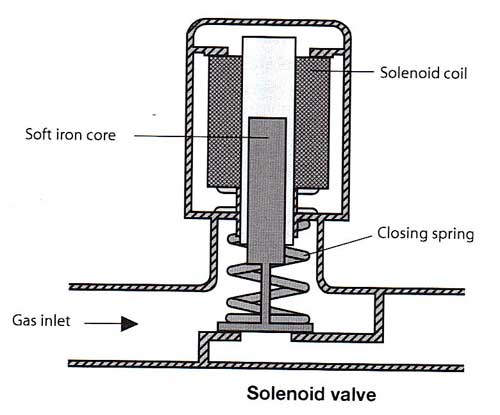 Solenoid coil
Soft iron core
Closing spring
Gas inlet
Solenoid valve